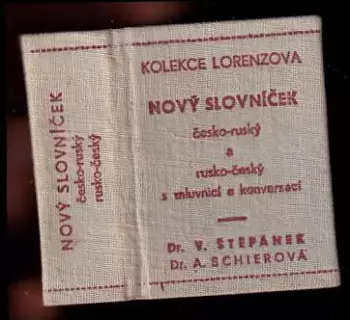 NOVÝ SLOVNÍČEK
česko-ruský
rusko-český
KOLEKCE LORENZOVA
NOVÝ SLOVNÍČEK
česko-ruský
a
rusko-český
s mluvnicí a konversací
Dr. V. ŠTĚPÁNEK
Dr. A. SCHIEROVÁ